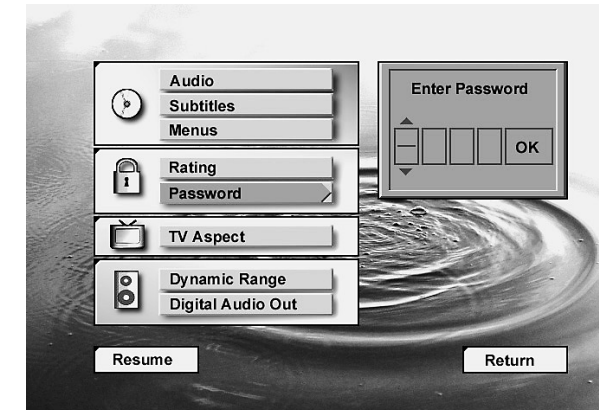 Audio
Subtitles
Menus
Rating
Password
TV Aspect
Dynamic Range
Digital Audio Out
Enter Password
OK
Resume
Return